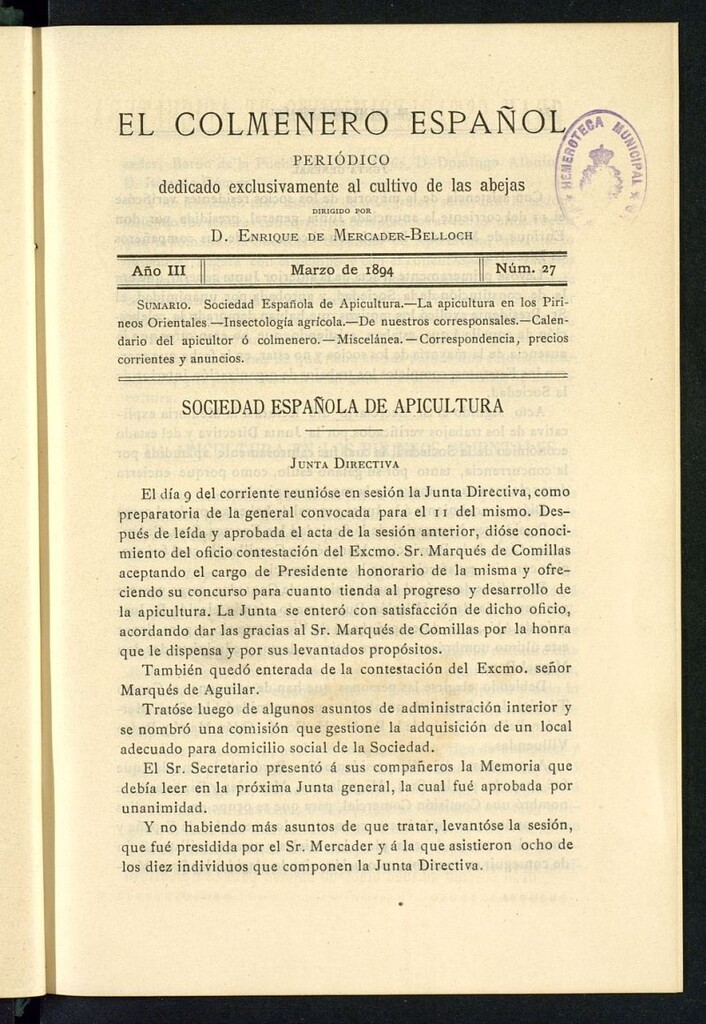 EL COLMENERO ESPAÑOL
PERIÓDICO
dedicado exclusivamente al cultivo de las abejas
DIRIGIDO POR
D. ENRIQUE DE MERCADER-BELLOCH
HEMEROTECA MUNICIPAL
Año III
Marzo de 1894
Núm. 27
SUMARIO. Sociedad Española de Apicultura.—La apicultura en los Piri-
neos Orientales.—Insectología agrícola.—De nuestros corresponsales.—Calen-
dario del apicultor ó colmenero.—Miscelánea.—Correspondencia, precios
corrientes y anuncios.
SOCIEDAD ESPAÑOLA DE APICULTURA
JUNTA DIRECTIVA
El día 9 del corriente reunióse en sesión la Junta Directiva, como
preparatoria de la general convocada para el 11 del mismo. Des-
pués de leída y aprobada el acta de la sesión anterior, dióse conoci-
miento del oficio contestación del Excmo. Sr. Marqués de Comillas
aceptando el cargo de Presidente honorario de la misma y ofre-
ciendo su concurso para cuanto tienda al progreso y desarrollo de
la apicultura. La Junta se enteró con satisfacción de dicho oficio,
acordando dar las gracias al Sr. Marqués de Comillas por la honra
que le dispensa y por sus levantados propósitos.
También quedó enterada de la contestación del Excmo. señor
Marqués de Aguilar.
Tratóse luego de algunos asuntos de administración interior y
se nombró una comisión que gestione la adquisición de un local
adecuado para domicilio social de la Sociedad.
El Sr. Secretario presentó á sus compañeros la Memoria que
debía leer en la próxima Junta general, la cual fué aprobada por
unanimidad.
Y no habiendo más asuntos de que tratar, levantóse la sesión,
que fué presidida por el Sr. Mercader y á la que asistieron ocho de
los diez individuos que componen la Junta Directiva.